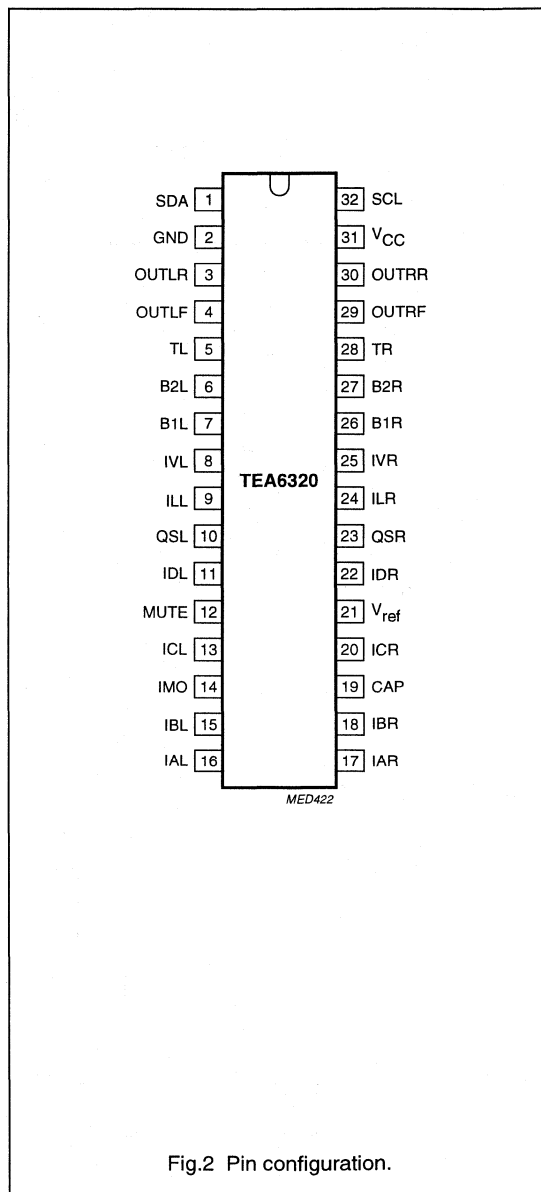 SDA 1 32 SCL
GND 2 31 VCC
OUTLR 3 30 OUTRR
OUTLF 4 29 OUTRF
TL 5 28 TR
B2L 6 27 B2R
B1L 7 26 B1R
IVL 8 25 IVR
TEA6320
ILL 9 24 ILR
QSL 10 23 QSR
IDL 11 22 IDR
MUTE 12 21 Vref
ICL 13 20 ICR
IMO 14 19 CAP
IBL 15 18 IBR
IAL 16 17 IAR
MED422
Fig.2 Pin configuration.